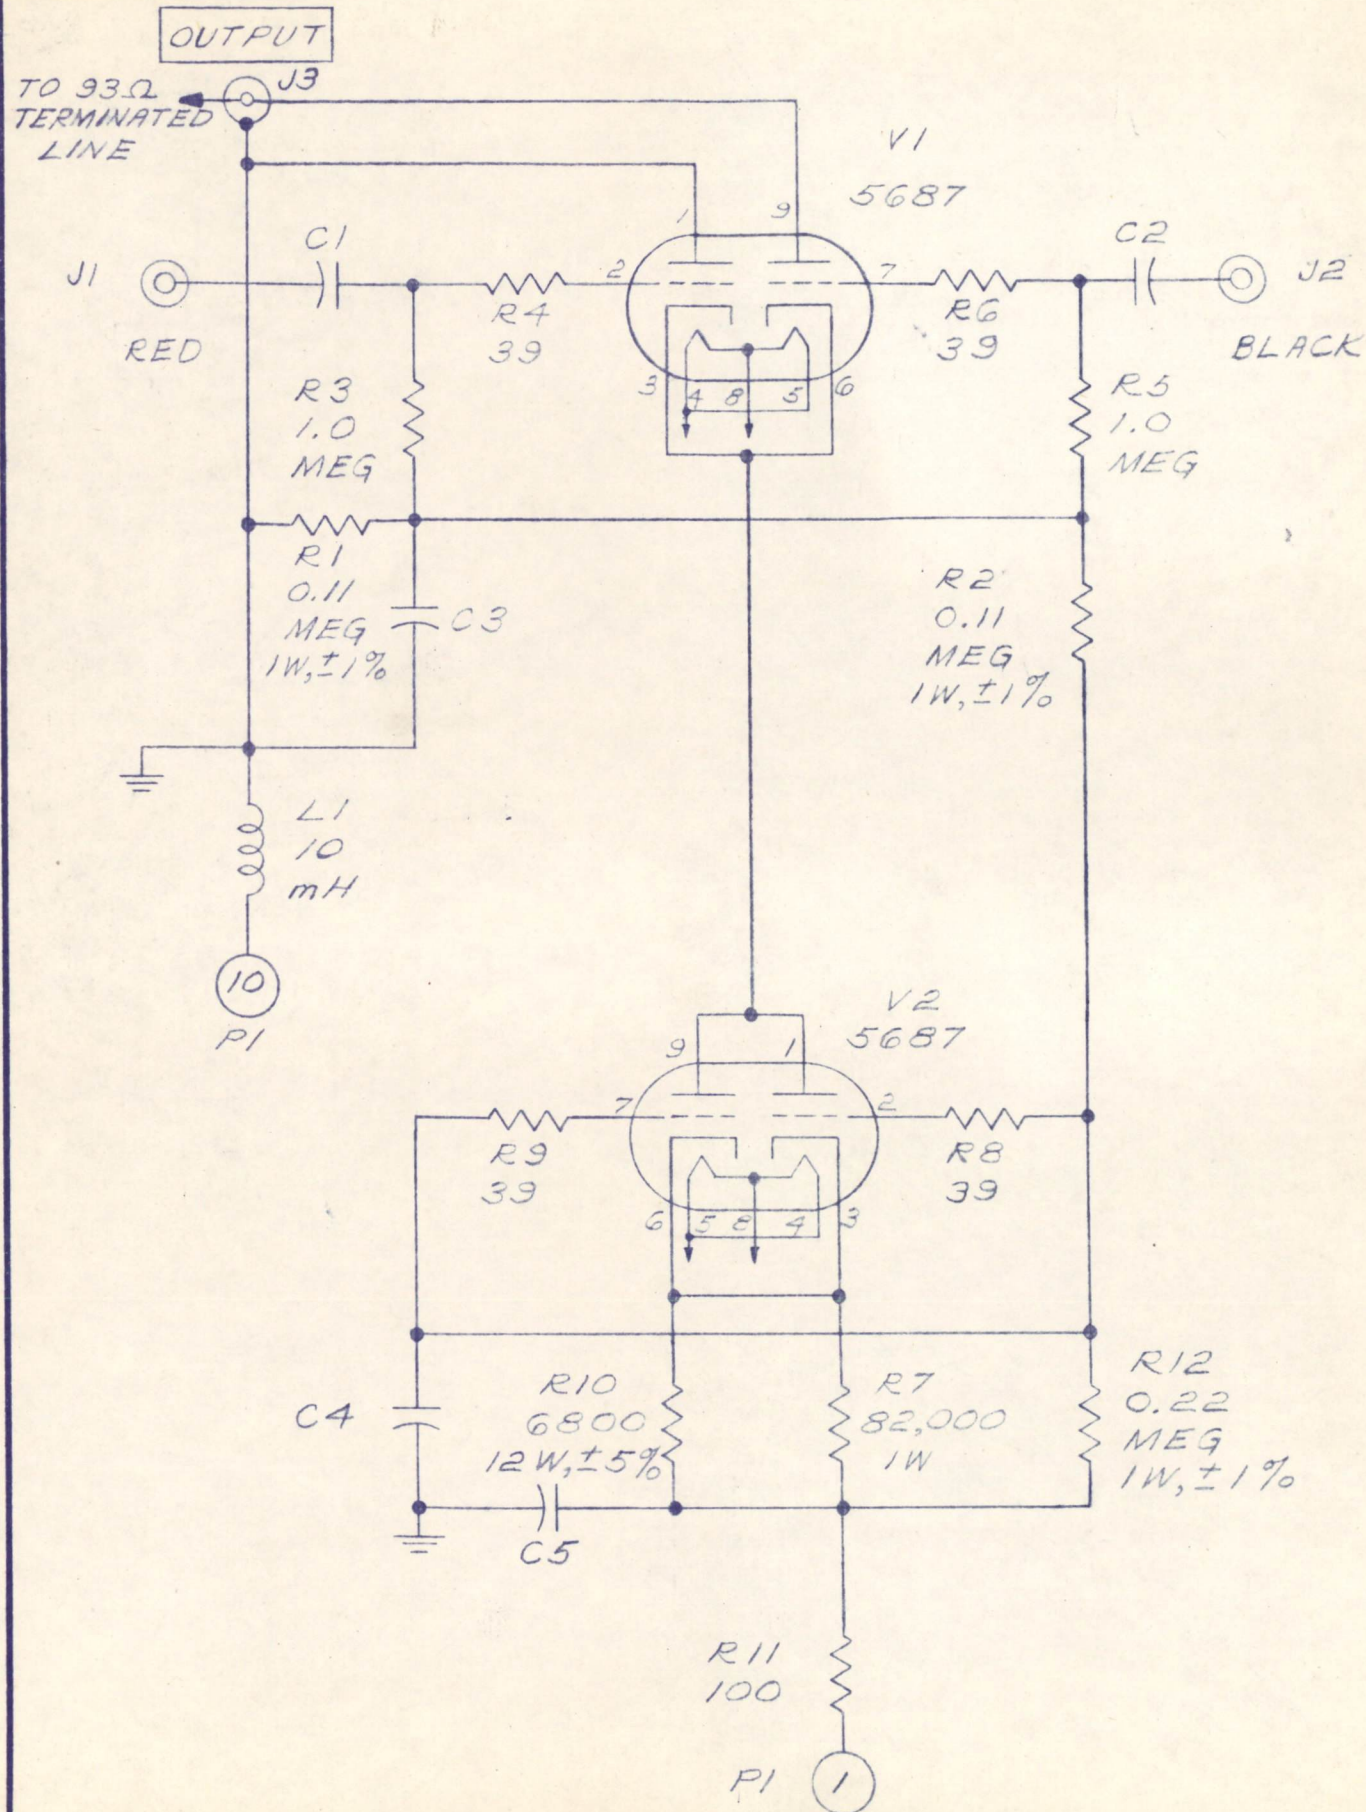 OUTPUT
J3
TO 93Ω
TERMINATED
LINE
V1
5687
1
9
C1
C2
J1
2
7
J2
R4
39
R6
39
RED
BLACK
3
4
8
5
6
R3
1.0
MEG
R5
1.0
MEG
R1
0.11
MEG
1W,±1%
C3
R2
0.11
MEG
1W,±1%
L1
10
mH
10
P1
V2
5687
9
1
7
2
R9
39
R8
39
6
5
8
4
3
C4
R10
6800
12W,±5%
R7
82,000
1W
R12
0.22
MEG
1W,±1%
C5
R11
100
P1
1